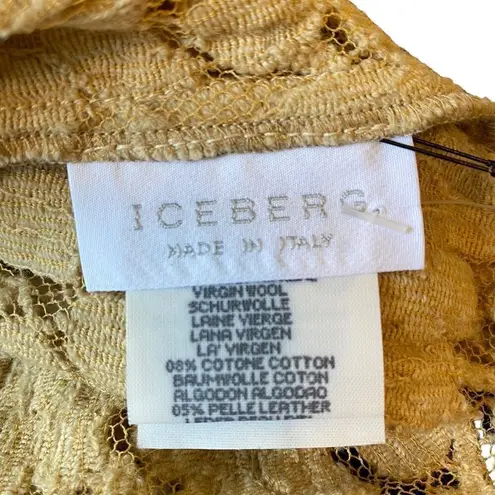 ICEBERG
MADE IN ITALY
VIRGIN WOOL
SCHURWOLLE
LAINE VIERGE
LANA VIRGEN
LA' VIRGEN
08% COTONE COTTON
BAUMWOLLE COTON
ALGODON ALGODAO
05% PELLE LEATHER